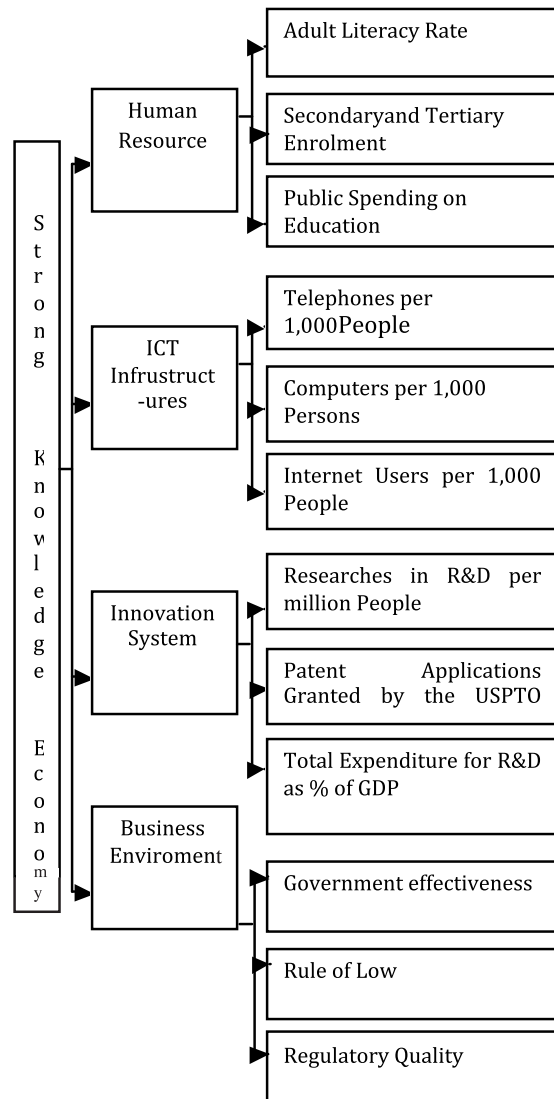 Strong Knowledge Economy
Human
Resource
Adult Literacy Rate
Secondaryand Tertiary
Enrolment
Public Spending on
Education
ICT
Infrustruct
-ures
Telephones per
1,000People
Computers per 1,000
Persons
Internet Users per 1,000
People
Innovation
System
Researches in R&D per
million People
Patent Applications
Granted by the USPTO
Total Expenditure for R&D
as % of GDP
Business
Enviroment
Government effectiveness
Rule of Low
Regulatory Quality